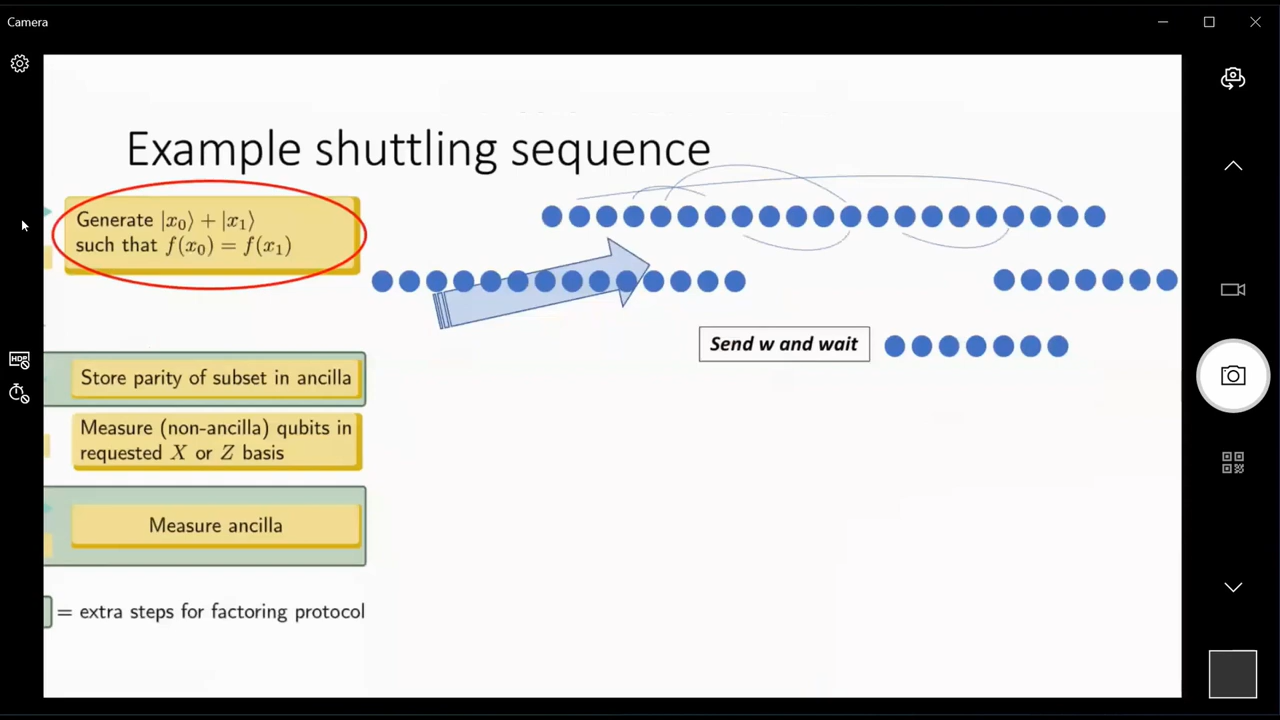 Camera
Example shuttling sequence
Generate |x₀⟩ + |x₁⟩
such that f(x₀) = f(x₁)
Send w and wait
Store parity of subset in ancilla
Measure (non-ancilla) qubits in
requested X or Z basis
Measure ancilla
= extra steps for factoring protocol